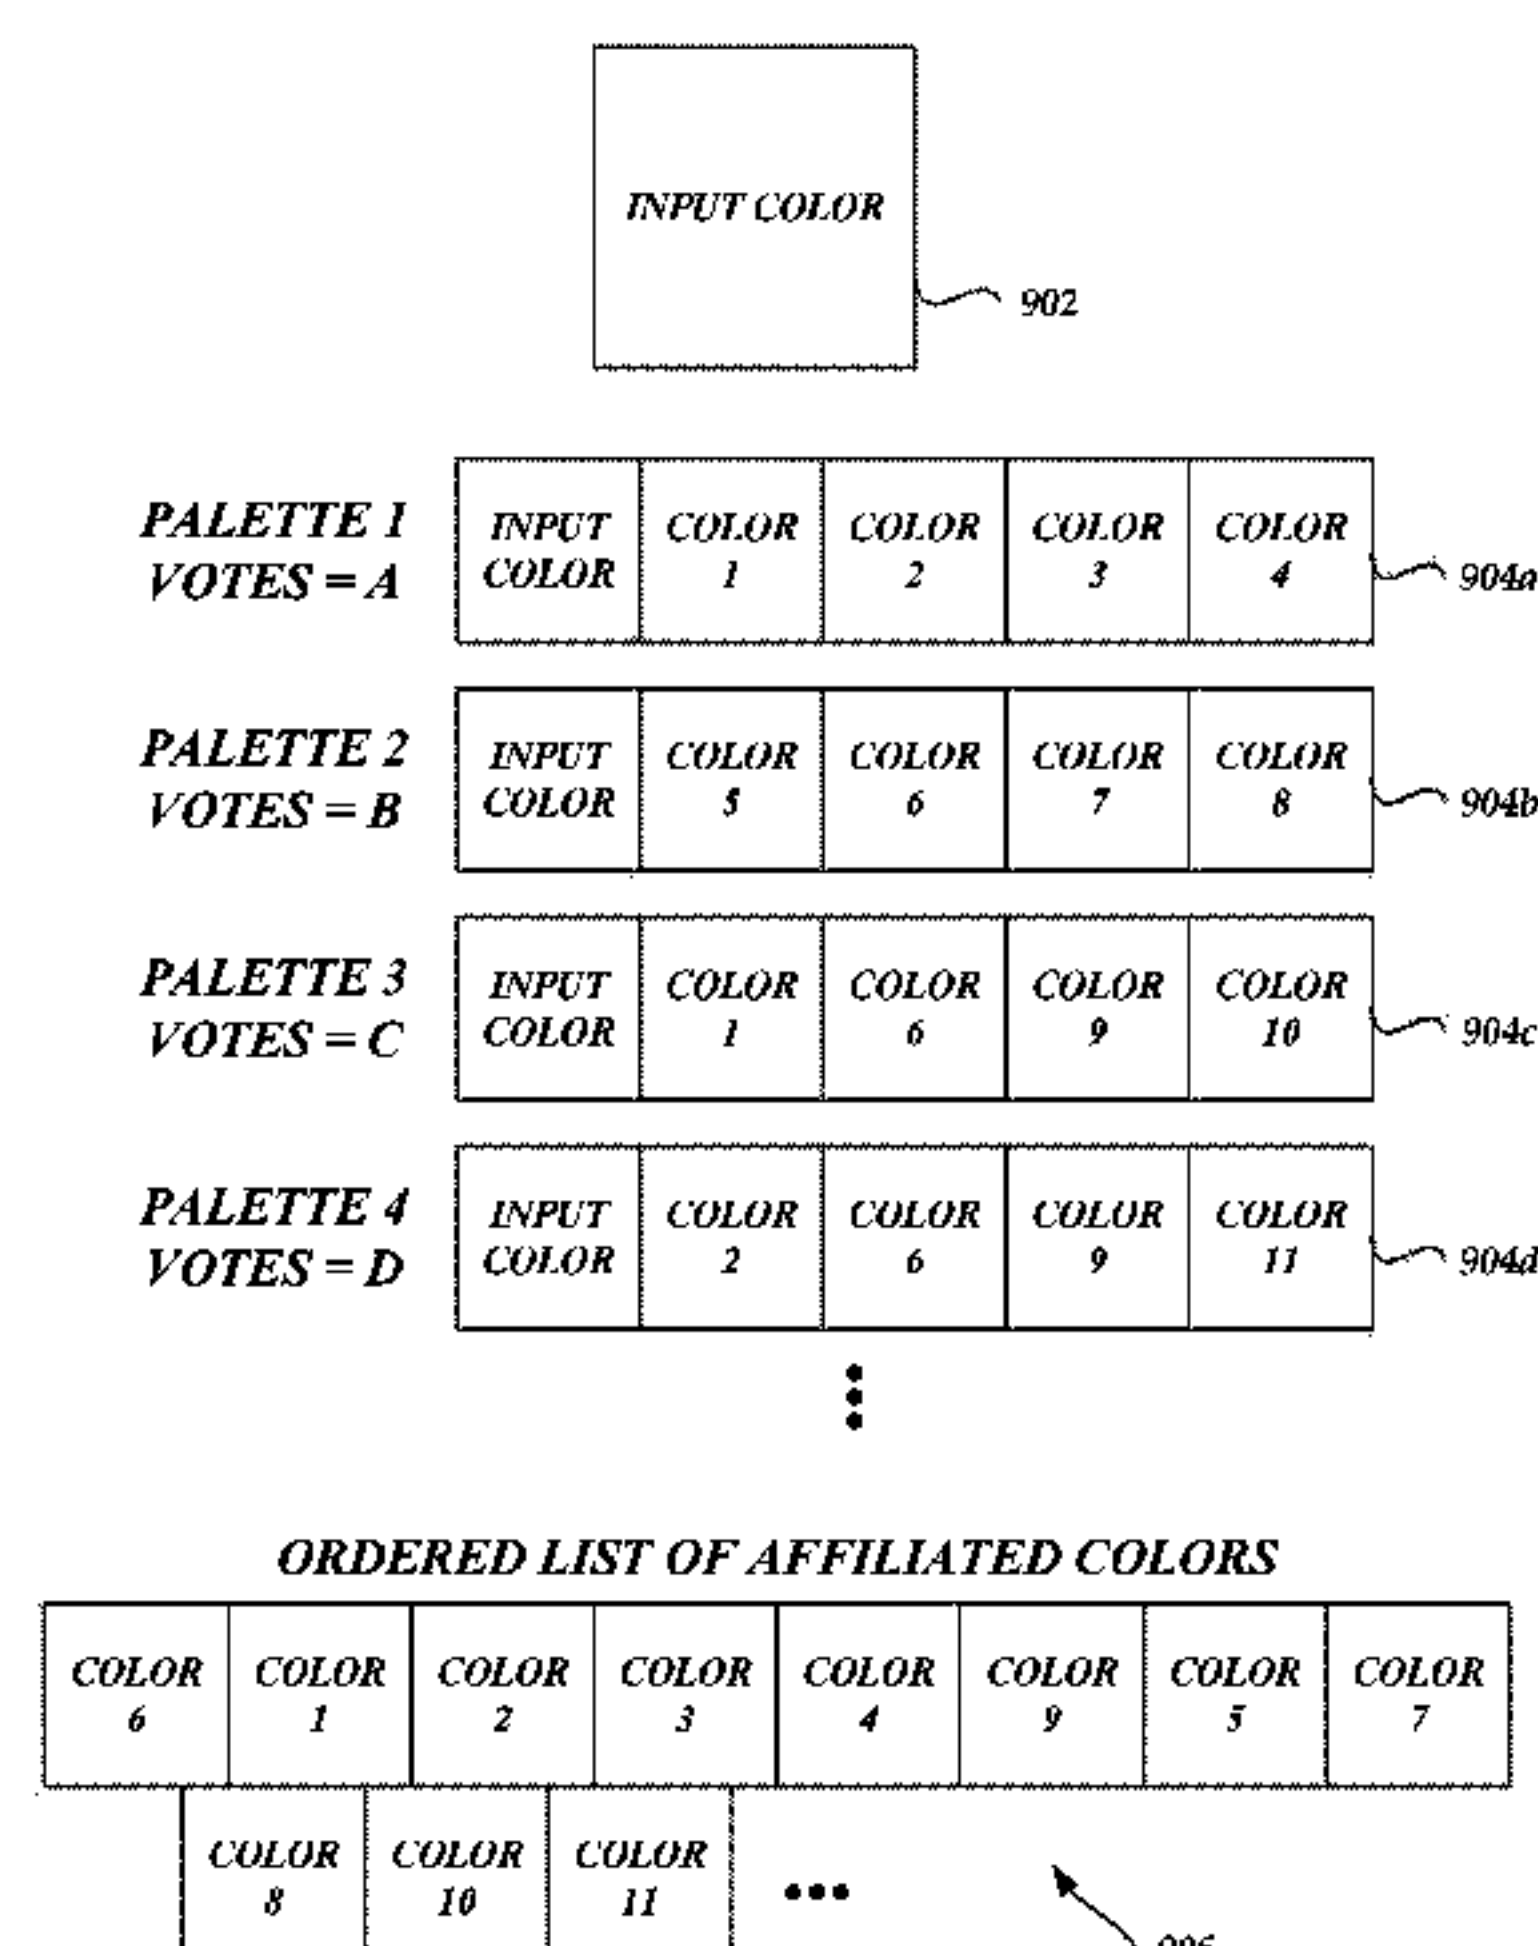 INPUT COLOR
902
PALETTE 1
VOTES = A
INPUT COLOR COLOR COLOR COLOR
COLOR 1 2 3 4
904a
PALETTE 2
VOTES = B
INPUT COLOR COLOR COLOR COLOR
COLOR 5 6 7 8
904b
PALETTE 3
VOTES = C
INPUT COLOR COLOR COLOR COLOR
COLOR 1 6 9 10
904c
PALETTE 4
VOTES = D
INPUT COLOR COLOR COLOR COLOR
COLOR 2 6 9 11
904d
ORDERED LIST OF AFFILIATED COLORS
COLOR COLOR COLOR COLOR COLOR COLOR COLOR COLOR
6 1 2 3 4 9 5 7
COLOR COLOR COLOR
8 10 11